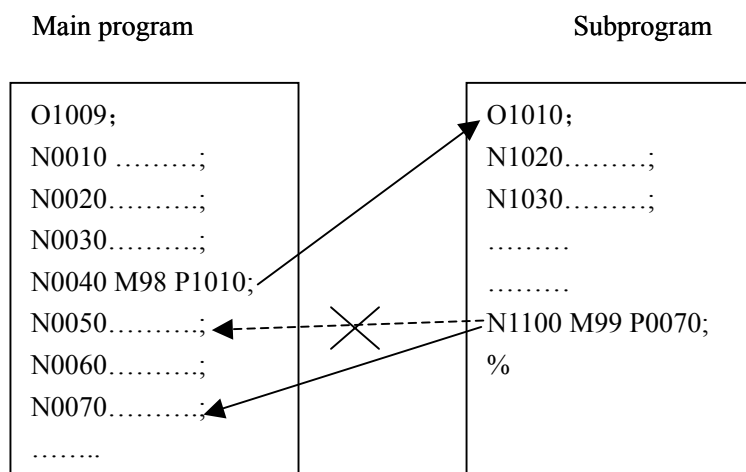 Main program
O1009；
N0010 ………;
N0020……….;
N0030……….;
N0040 M98 P1010;
N0050……….;
N0060……….;
N0070……….;
……..
Subprogram
O1010；
N1020………;
N1030………;
………
………
N1100 M99 P0070;
%